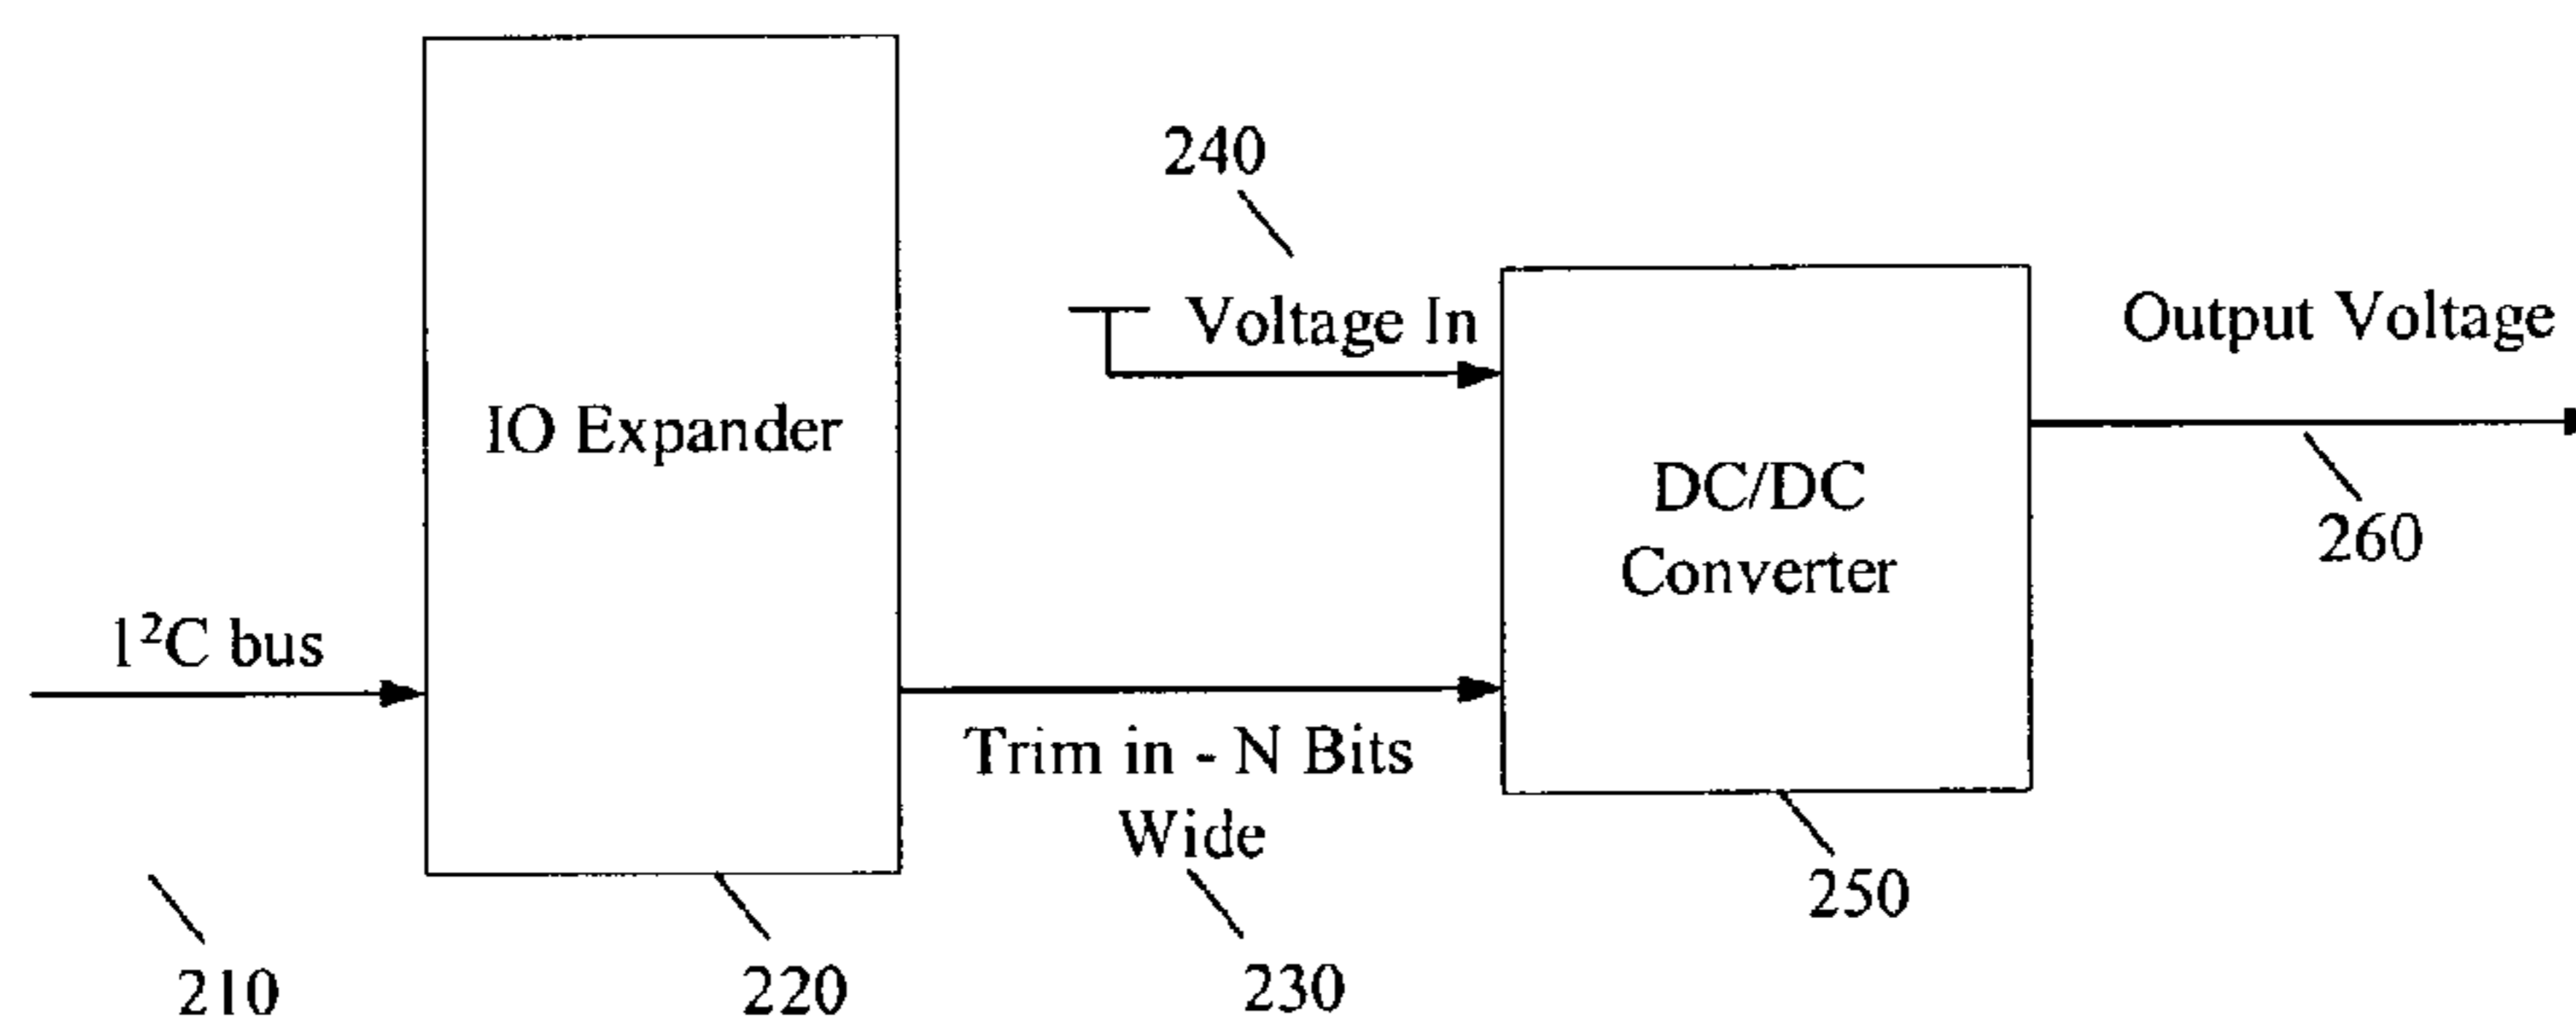 240
Voltage In
Output Voltage
IO Expander
DC/DC
Converter
260
I²C bus
Trim in - N Bits
Wide
250
210
220
230